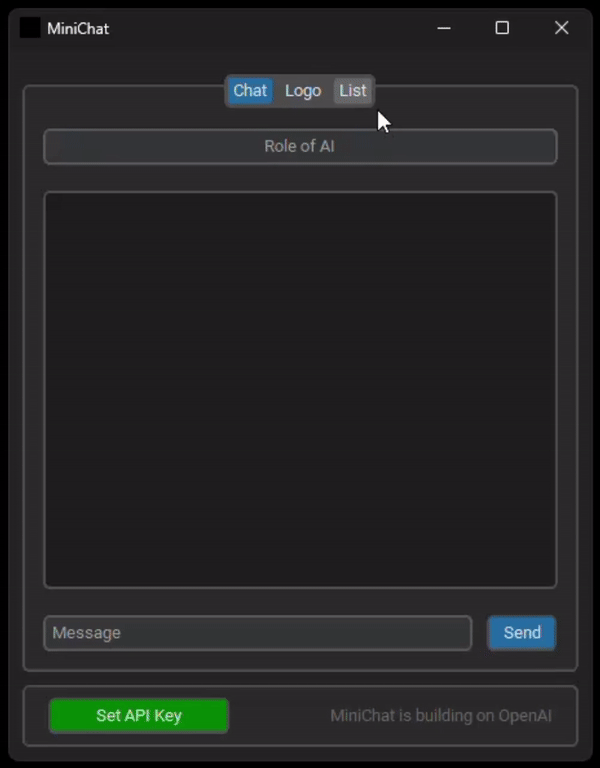 MiniChat
Chat Logo List
Role of AI
Message Send
Set API Key MiniChat is building on OpenAI